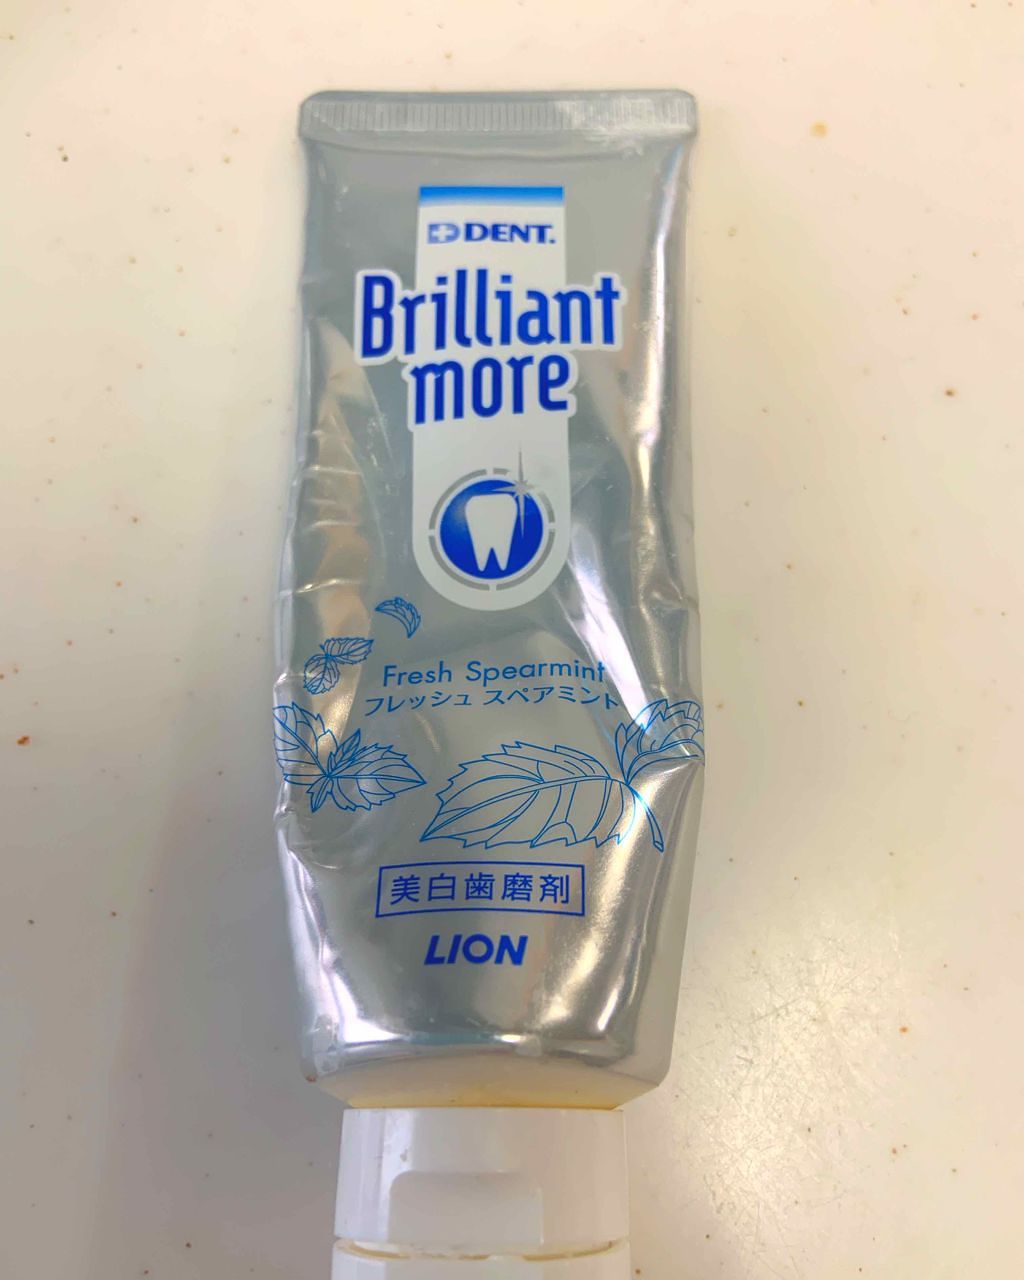 DENT.
Brilliant
more
Fresh Spearmint
フレッシュ スペアミント
美白歯磨剤
LION